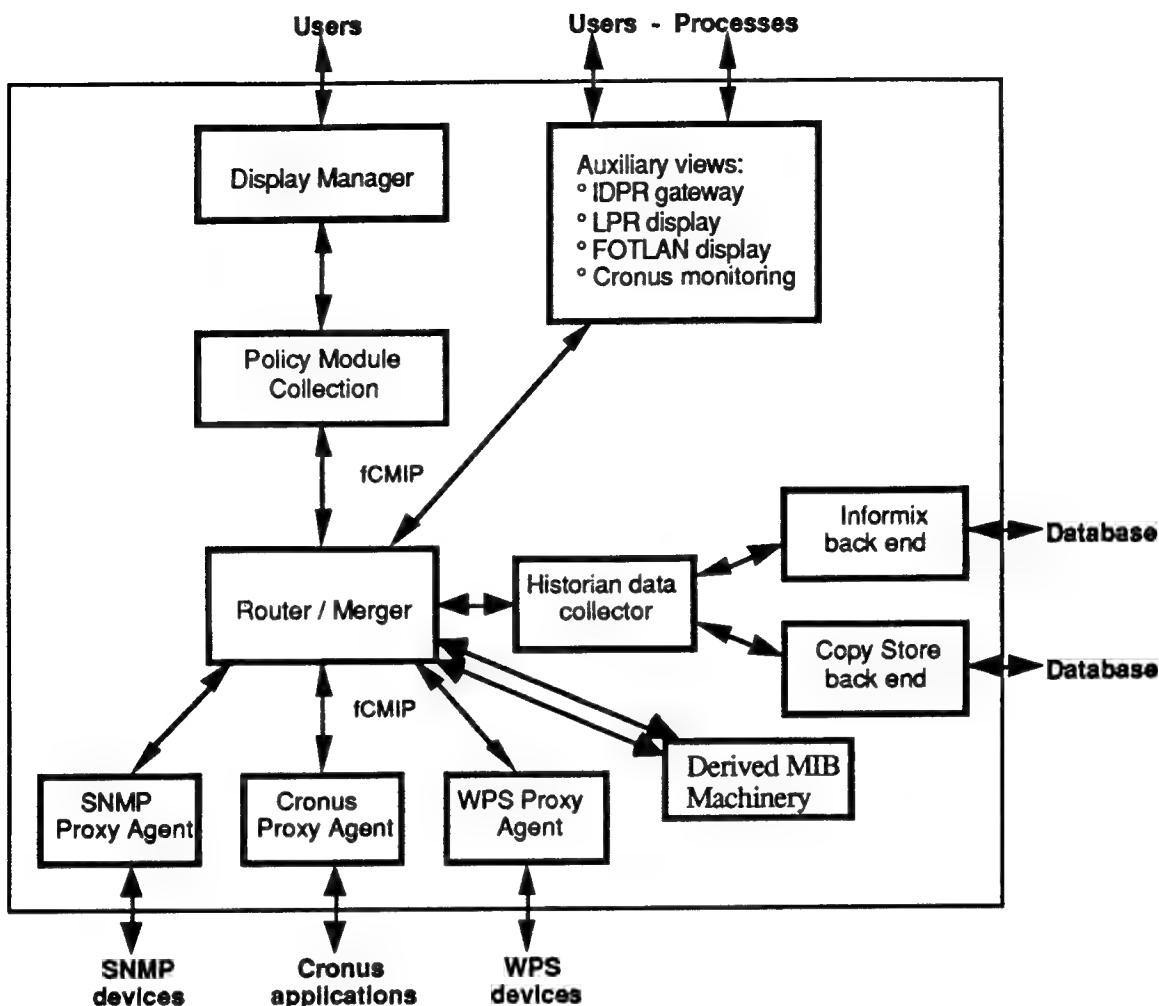 Users
Users - Processes
Display Manager
Auxiliary views:
° IDPR gateway
° LPR display
° FOTLAN display
° Cronus monitoring
Policy Module
Collection
fCMIP
Informix
back end
Database
Router / Merger
Historian data
collector
Copy Store
back end
Database
fCMIP
Derived MIB
Machinery
SNMP
Proxy Agent
Cronus
Proxy Agent
WPS Proxy
Agent
SNMP
devices
Cronus
applications
WPS
devices